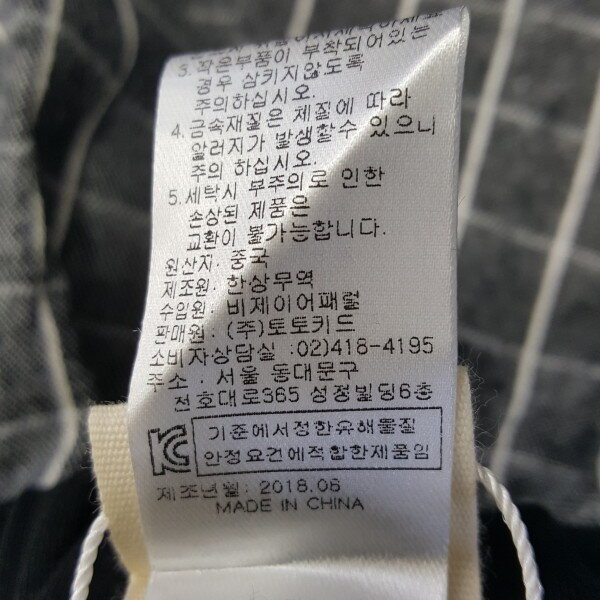 3. 작은부품이 부착되어있는
경우 삼키지않도록
주의하십시오.
4. 금속재질은 체질에 따라
알러지가 발생할수 있으니
주의 하십시오.
5. 세탁시 부주의로 인한
손상된 제품은
교환이 불가능합니다.
원산지: 중국
제조원: 한상무역
수입원: 비제이어패럴
판매원: (주)토토키드
소비자상담실 :02)418-4195
주소 : 서울 동대문구
천호대로365 성정빌딩6층
기준에서정한유해물질
안정요건에적합한제품임
제조년월: 2018.06
MADE IN CHINA